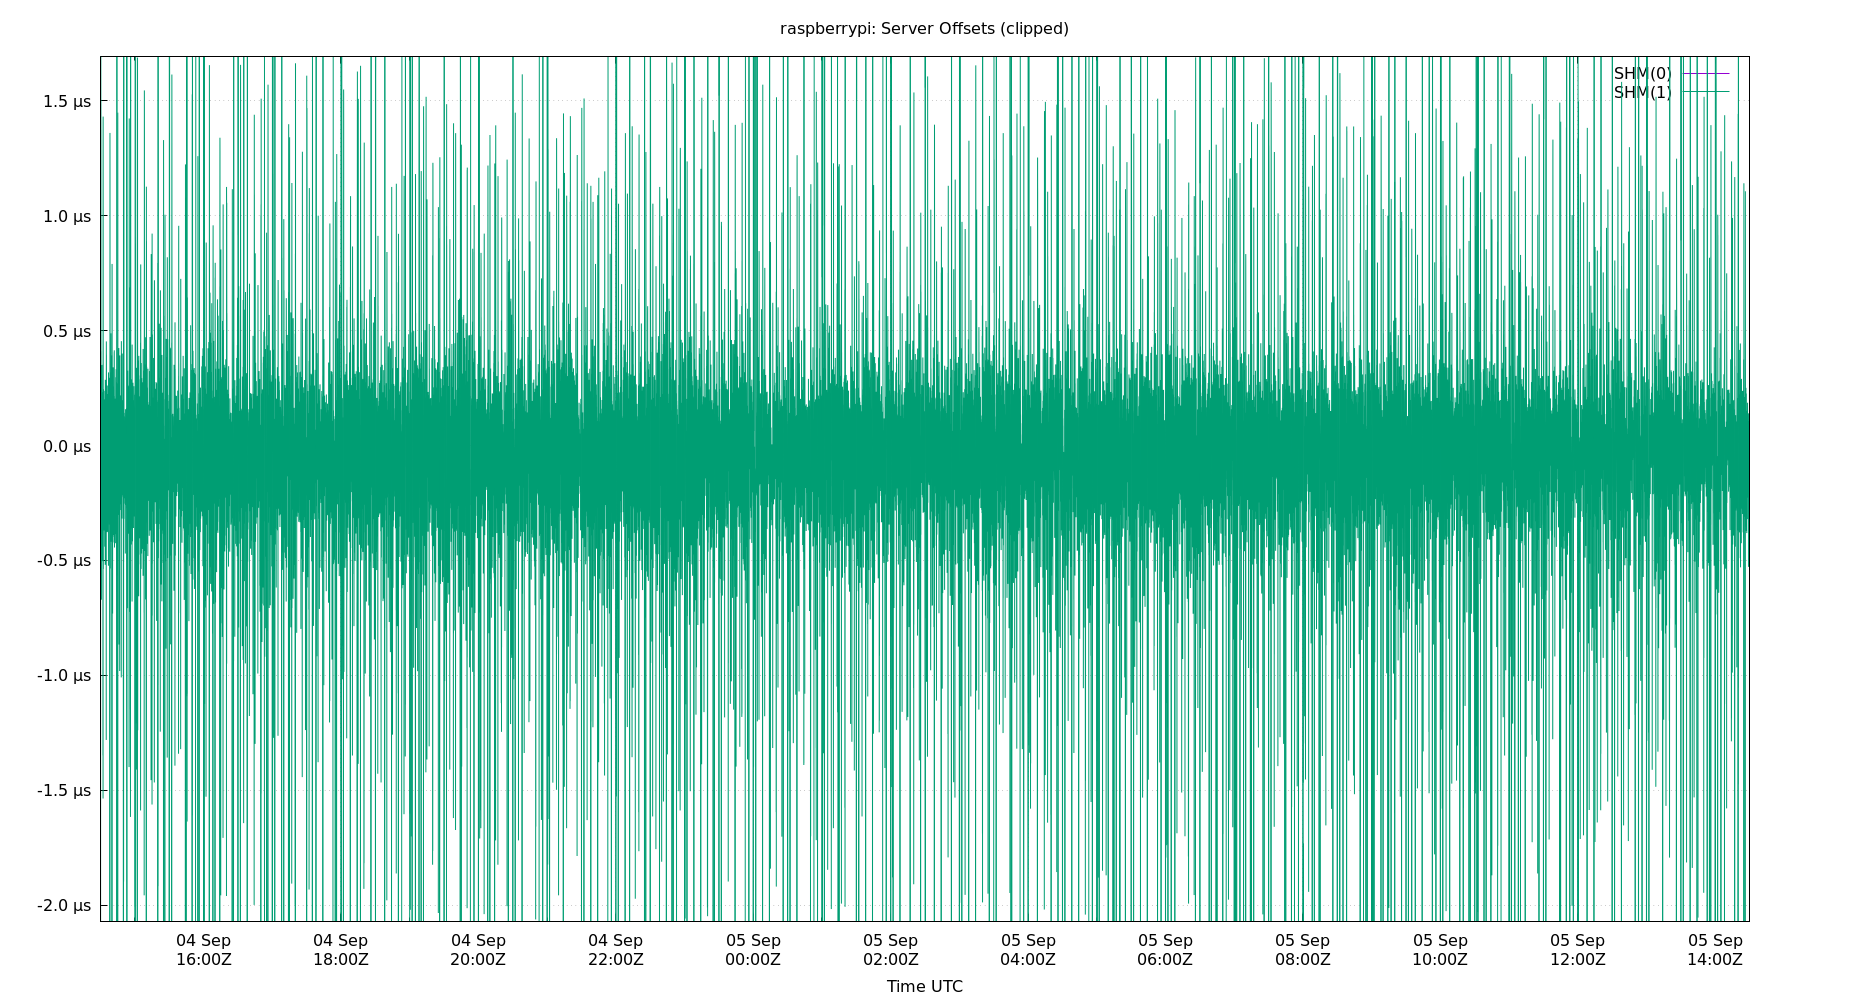 raspberrypi: Server Offsets (clipped)
SHM(0)
SHM(1)
1.5 µs
1.0 µs
0.5 µs
0.0 µs
-0.5 µs
-1.0 µs
-1.5 µs
-2.0 µs
04 Sep 04 Sep 04 Sep 04 Sep 05 Sep 05 Sep 05 Sep 05 Sep 05 Sep 05 Sep 05 Sep 05 Sep
16:00Z 18:00Z 20:00Z 22:00Z 00:00Z 02:00Z 04:00Z 06:00Z 08:00Z 10:00Z 12:00Z 14:00Z
Time UTC